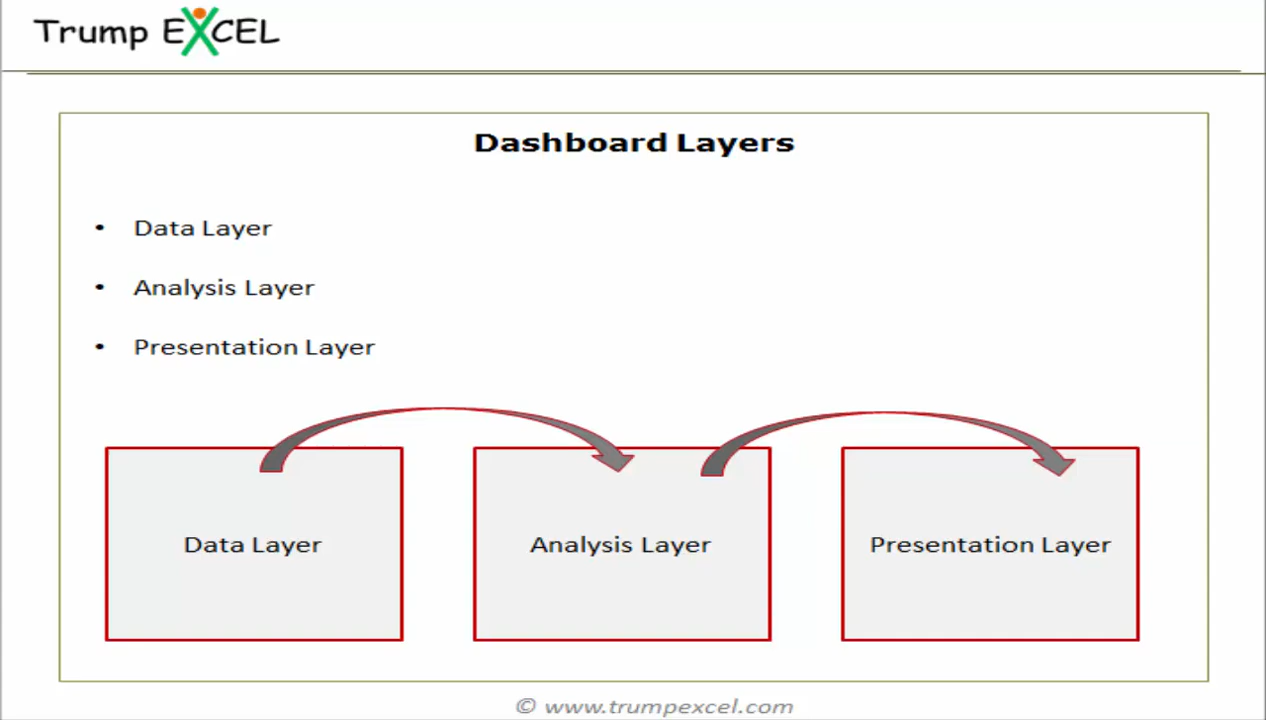 Trump EXCEL
Dashboard Layers
• Data Layer
• Analysis Layer
• Presentation Layer
Data Layer
Analysis Layer
Presentation Layer
© www.trumpexcel.com